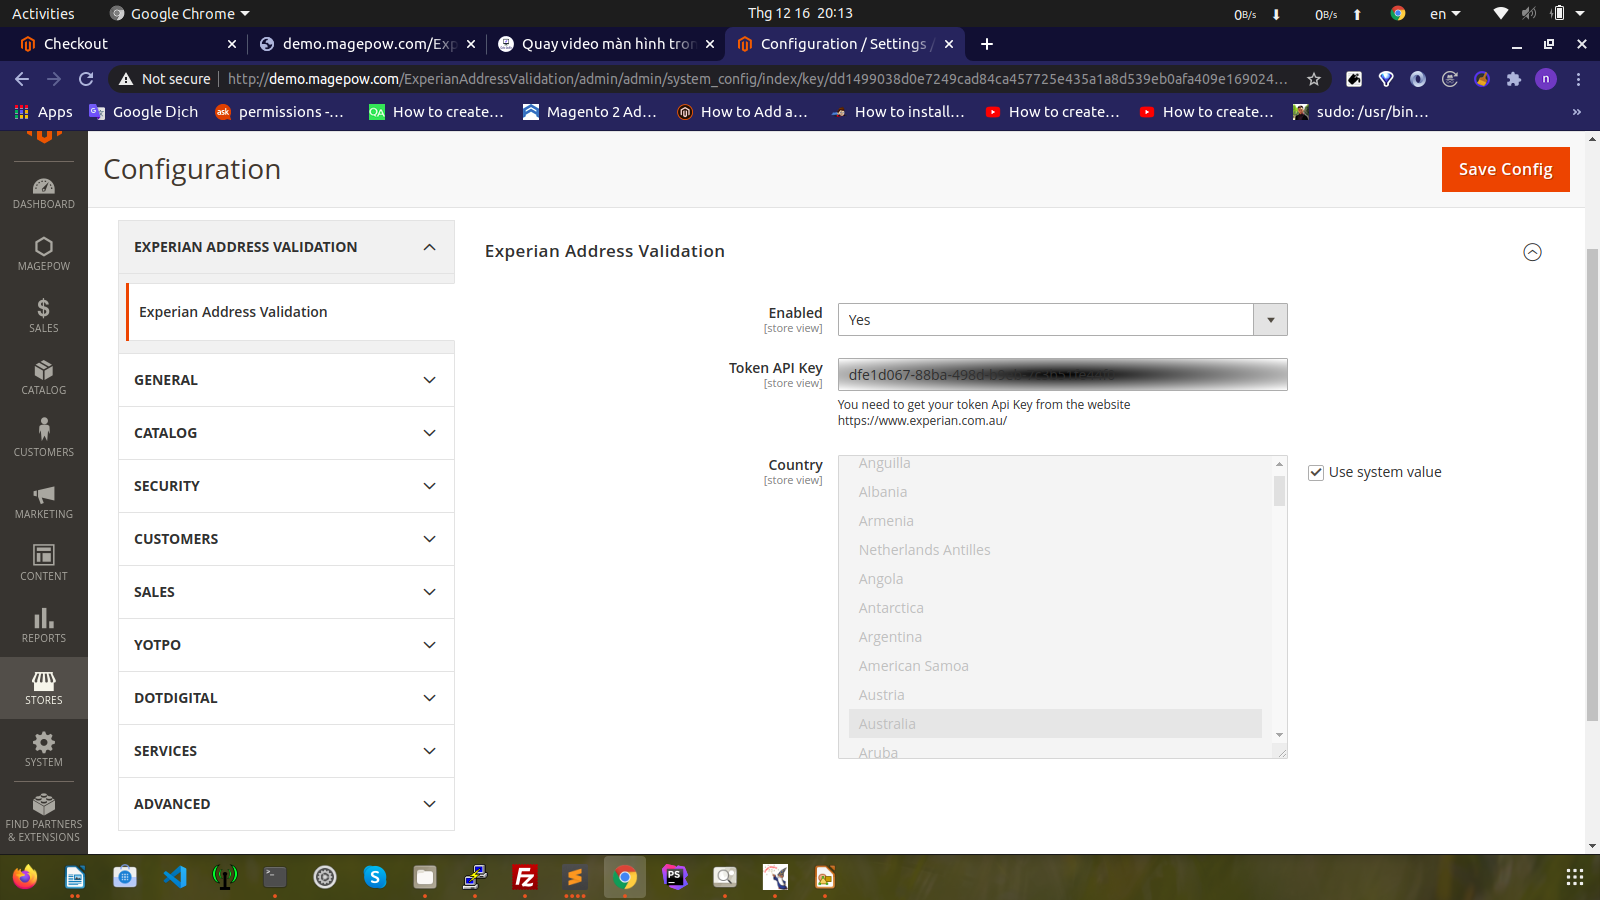 Activities
Google Chrome
Thg 12 16 20:13
0B/s
0B/s
en
Checkout
demo.magepow.com/Exp
Quay video màn hình tron
Configuration / Settings /
Not secure
http://demo.magepow.com/ExperianAddressValidation/admin/admin/system_config/index/key/dd1499038d0e7249cad84ca457725e435a1a8d539eb0afa409e169024...
n
Apps
Google Dịch
permissions -...
How to create...
Magento 2 Ad...
How to Add a...
How to install...
How to create...
How to create...
sudo: /usr/bin...
»
DASHBOARD
MAGEPOW
SALES
CATALOG
CUSTOMERS
MARKETING
CONTENT
REPORTS
STORES
SYSTEM
FIND PARTNERS
& EXTENSIONS
Configuration
Save Config
EXPERIAN ADDRESS VALIDATION
Experian Address Validation
GENERAL
CATALOG
SECURITY
CUSTOMERS
SALES
YOTPO
DOTDIGITAL
SERVICES
ADVANCED
Experian Address Validation
Enabled
[store view]
Yes
Token API Key
[store view]
dfe1d067-88ba-498d-
You need to get your token Api Key from the website
https://www.experian.com.au/
Country
[store view]
Anguilla
Albania
Armenia
Netherlands Antilles
Angola
Antarctica
Argentina
American Samoa
Austria
Australia
Aruba
Use system value